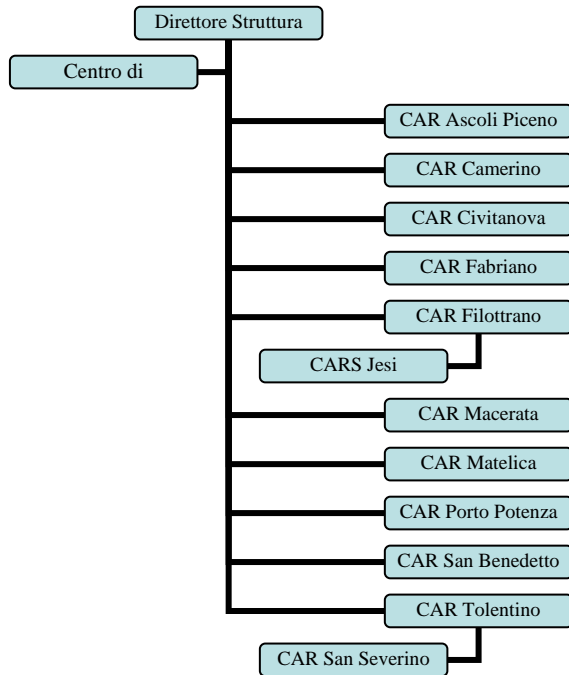 Direttore Struttura
Centro di
CAR Ascoli Piceno
CAR Camerino
CAR Civitanova
CAR Fabriano
CAR Filottrano
CARS Jesi
CAR Macerata
CAR Matelica
CAR Porto Potenza
CAR San Benedetto
CAR Tolentino
CAR San Severino